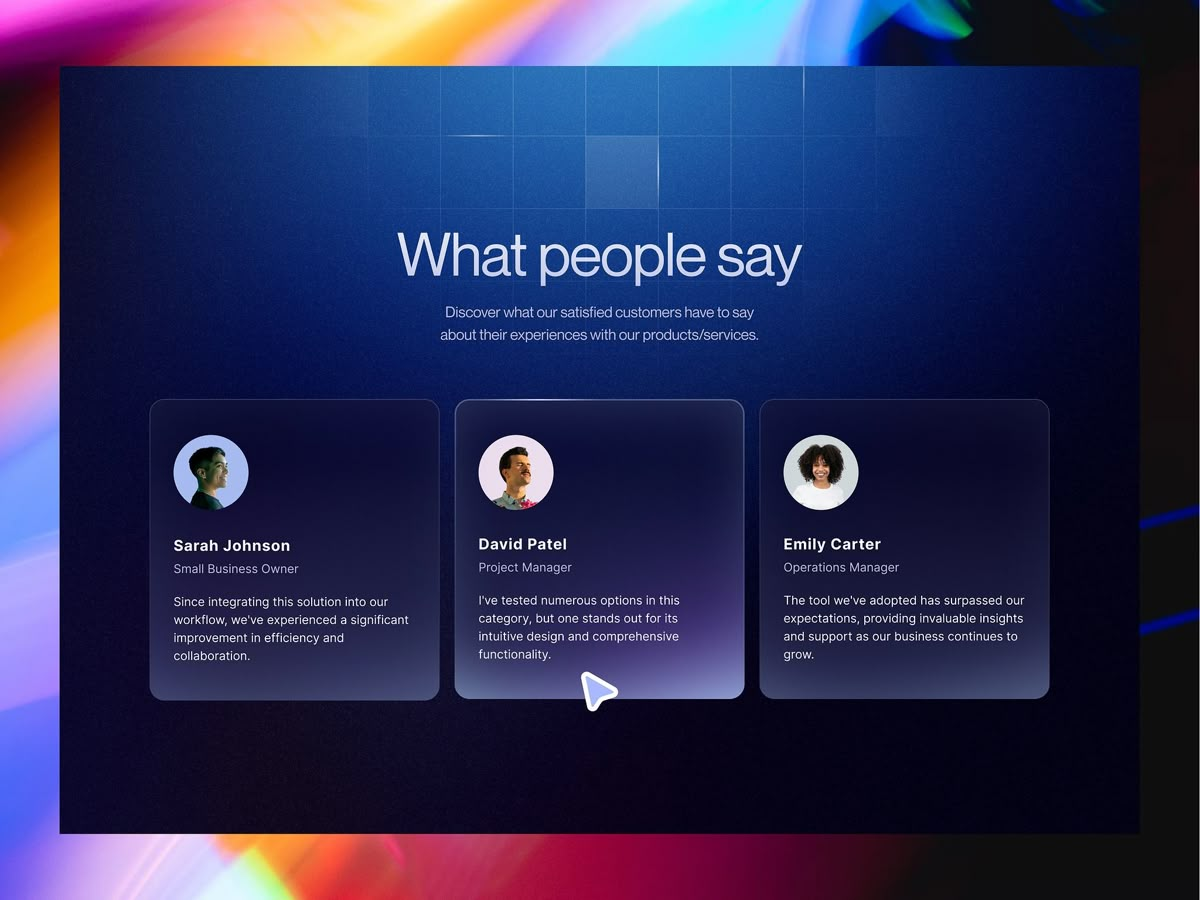 What people say
Discover what our satisfied customers have to say
about their experiences with our products/services.
Sarah Johnson
Small Business Owner
Since integrating this solution into our
workflow, we've experienced a significant
improvement in efficiency and
collaboration.
David Patel
Project Manager
I've tested numerous options in this
category, but one stands out for its
intuitive design and comprehensive
functionality.
Emily Carter
Operations Manager
The tool we've adopted has surpassed our
expectations, providing invaluable insights
and support as our business continues to
grow.